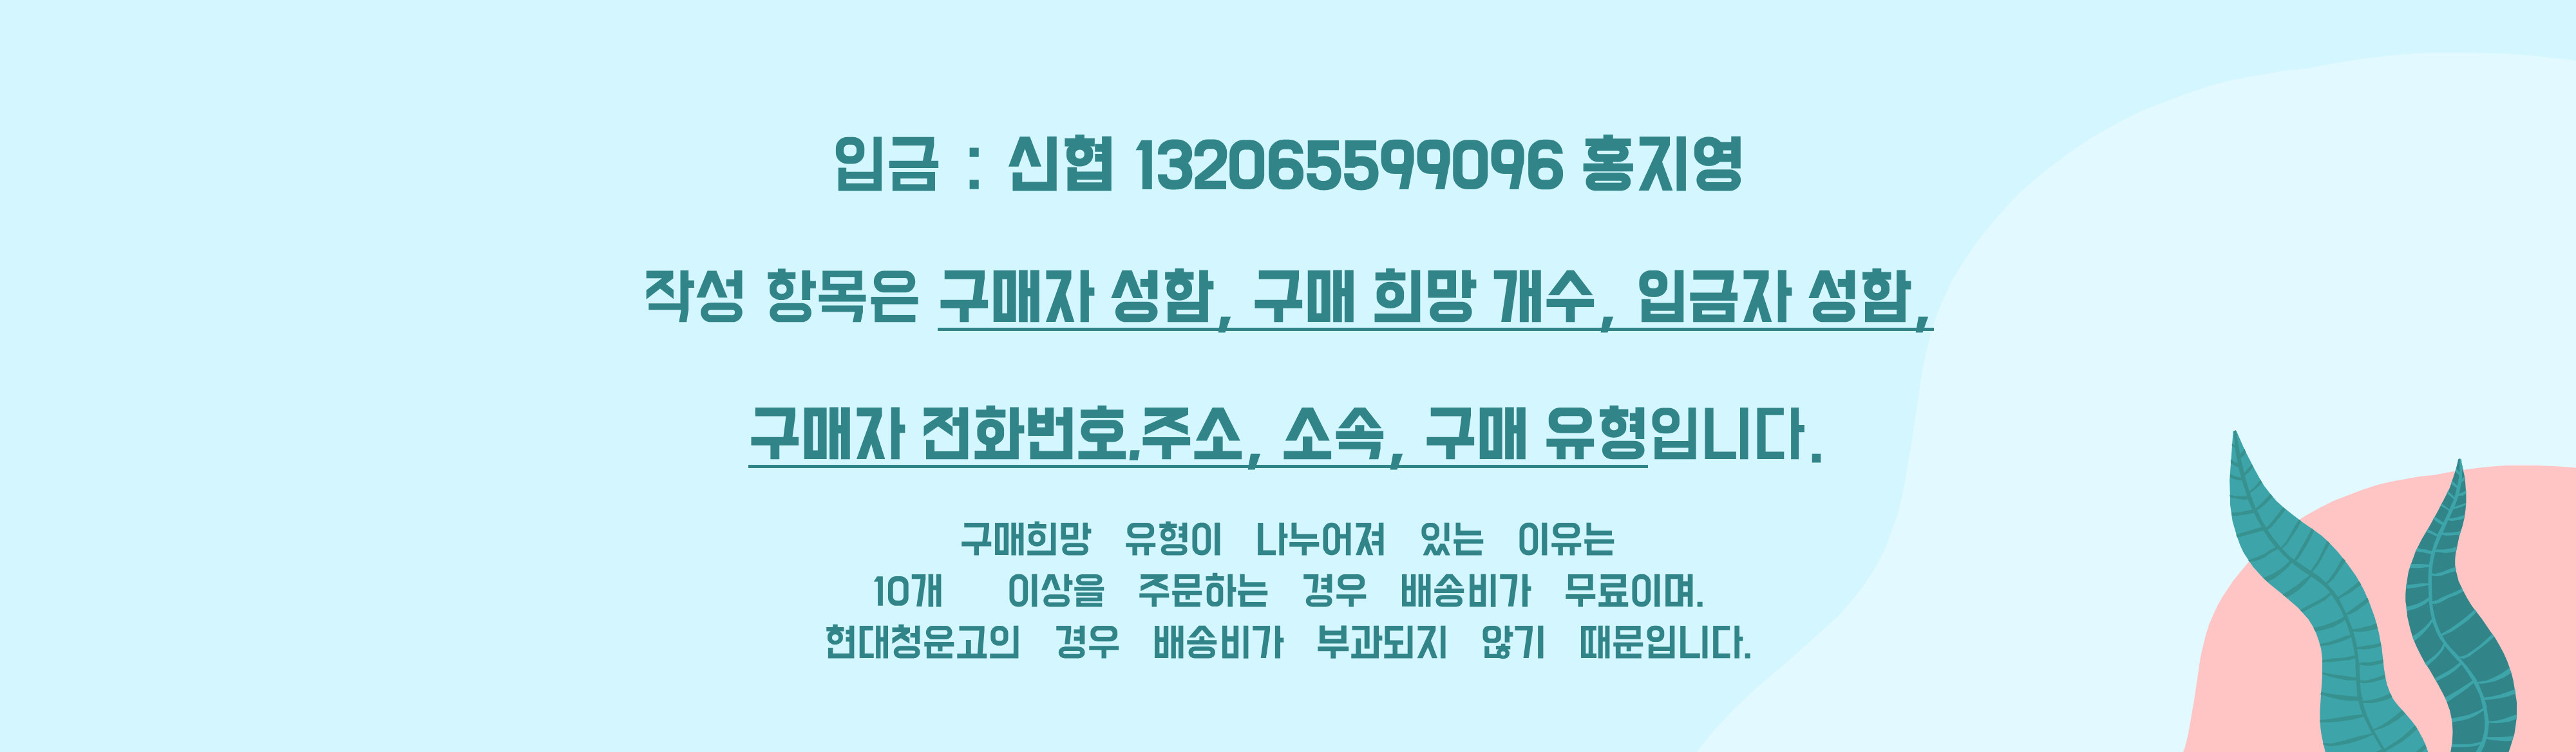 입금 : 신협 132065599096 홍지영
작성 항목은 구매자 성함, 구매 희망 개수, 입금자 성함,
구매자 전화번호,주소, 소속, 구매 유형입니다.
구매희망 유형이 나누어져 있는 이유는
10개 이상을 주문하는 경우 배송비가 무료이며.
현대청운고의 경우 배송비가 부과되지 않기 때문입니다.